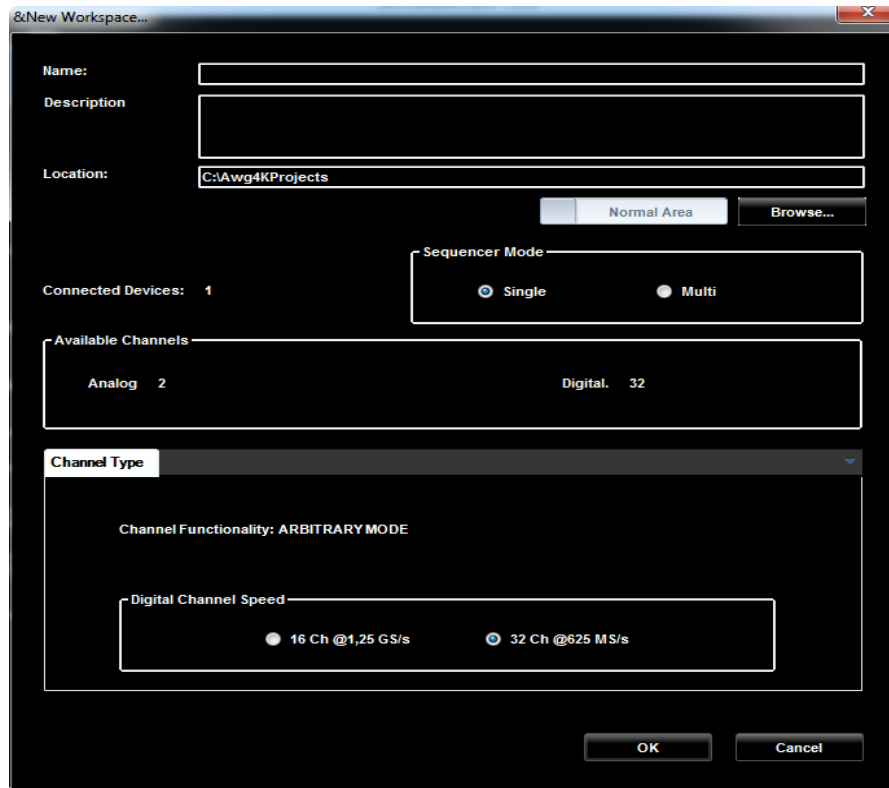 &New Workspace...
Name:
Description
Location: C:\Awg4KProjects
Normal Area Browse...
Sequencer Mode
Connected Devices: 1 Single Multi
Available Channels
Analog 2 Digital. 32
Channel Type
Channel Functionality: ARBITRARY MODE
Digital Channel Speed
16 Ch @1,25 GS/s 32 Ch @625 MS/s
OK Cancel